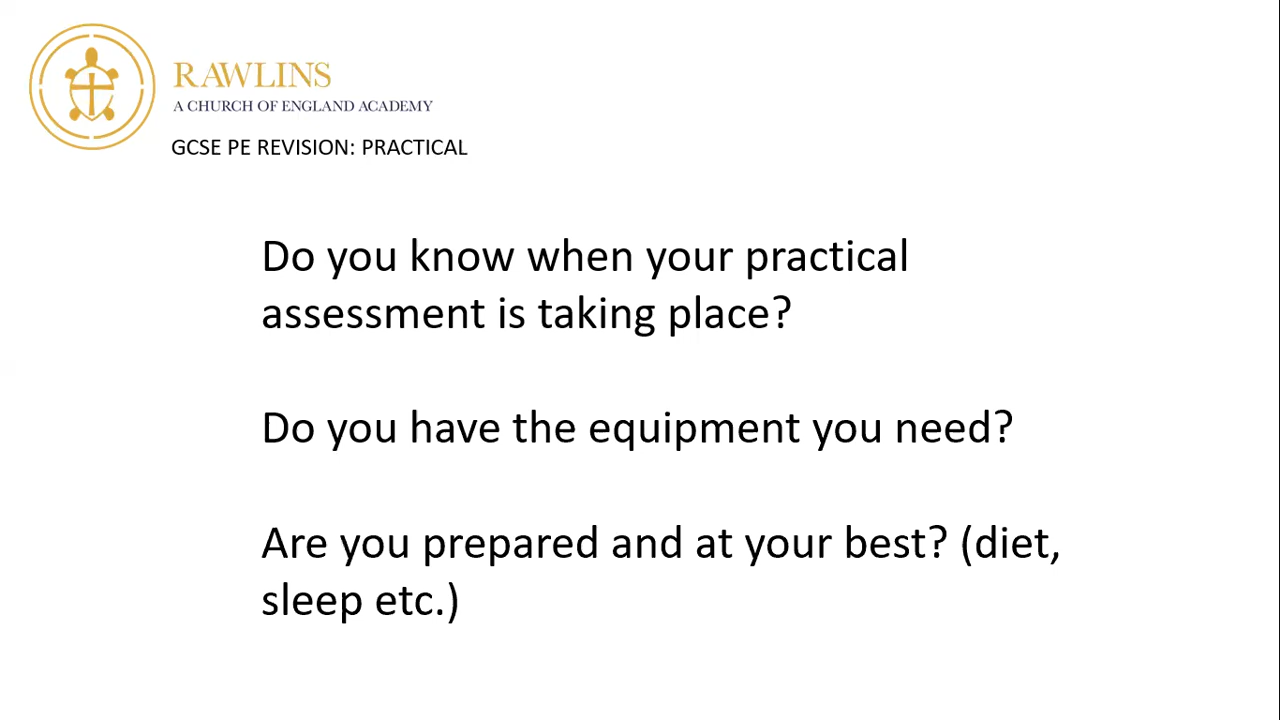 RAWLINS
A CHURCH OF ENGLAND ACADEMY
GCSE PE REVISION: PRACTICAL
Do you know when your practical
assessment is taking place?
Do you have the equipment you need?
Are you prepared and at your best? (diet,
sleep etc.)